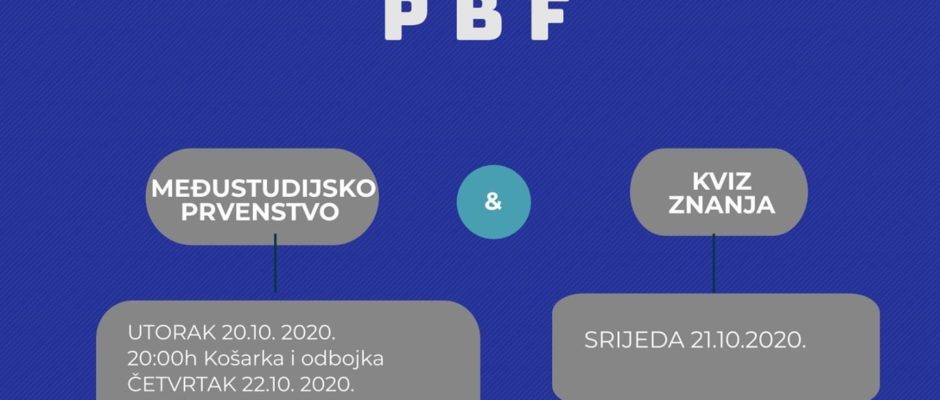 PBF
MEĐUSTUDIJSKO
PRVENSTVO
&
KVIZ
ZNANJA
UTORAK 20.10. 2020.
20:00h Košarka i odbojka
ČETVRTAK 22.10. 2020.
SRIJEDA 21.10.2020.